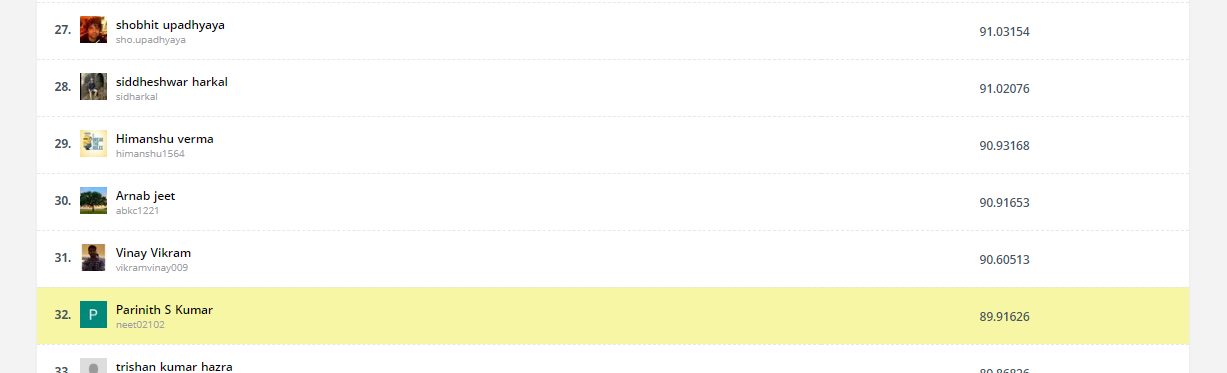 27. shobhit upadhyaya 91.03154
sho.upadhyaya
28. siddheshwar harkal 91.02076
sidharkal
29. Himanshu verma 90.93168
himanshu1564
30. Arnab jeet 90.91653
abkc1221
31. Vinay Vikram 90.60513
vikramvinay009
32. P Parinith S Kumar 89.91626
neet02102
33. trishan kumar hazra